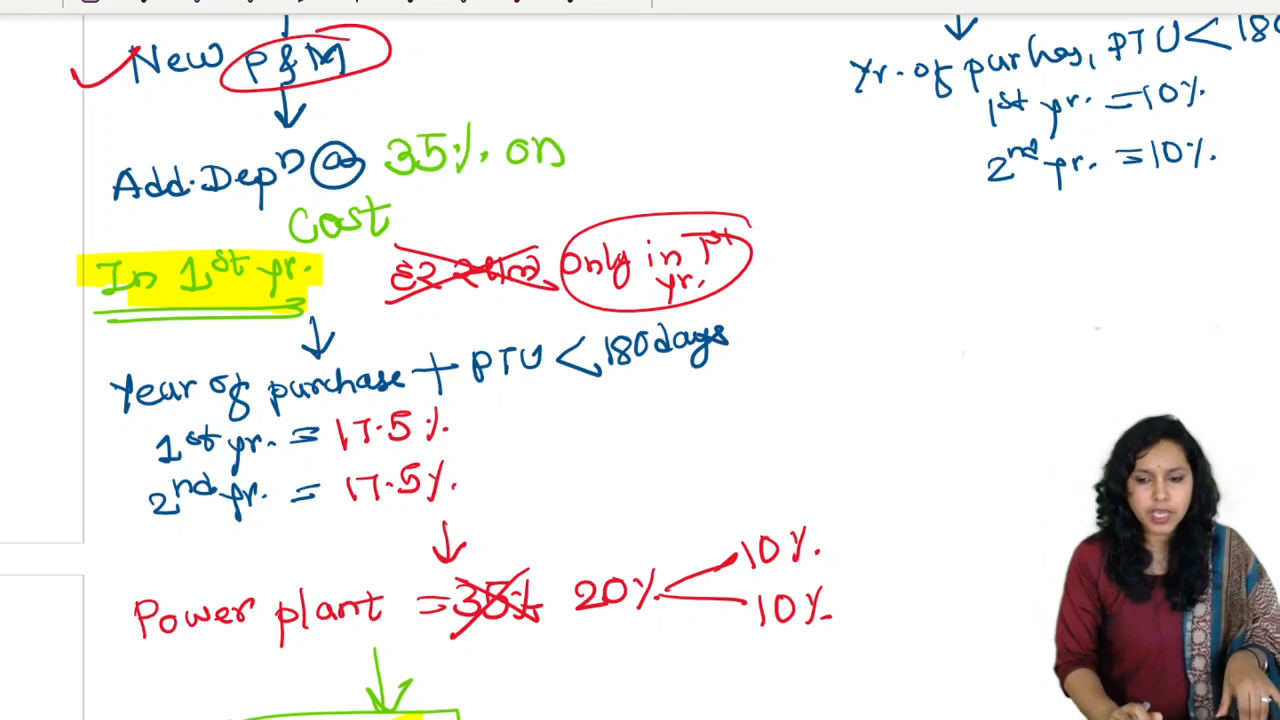 New P & M
Add. Depn @ 35% on
Cost
In 1st yr.
Only in 1st
yr.
Year of purchase + PTU < 180 days
1st yr. = 17.5%
2nd yr. = 17.5%
Power plant = 35% 20% 10%
10%
Yr. of purhas, PTU < 180
1st yr. = 10%
2nd yr. = 10%